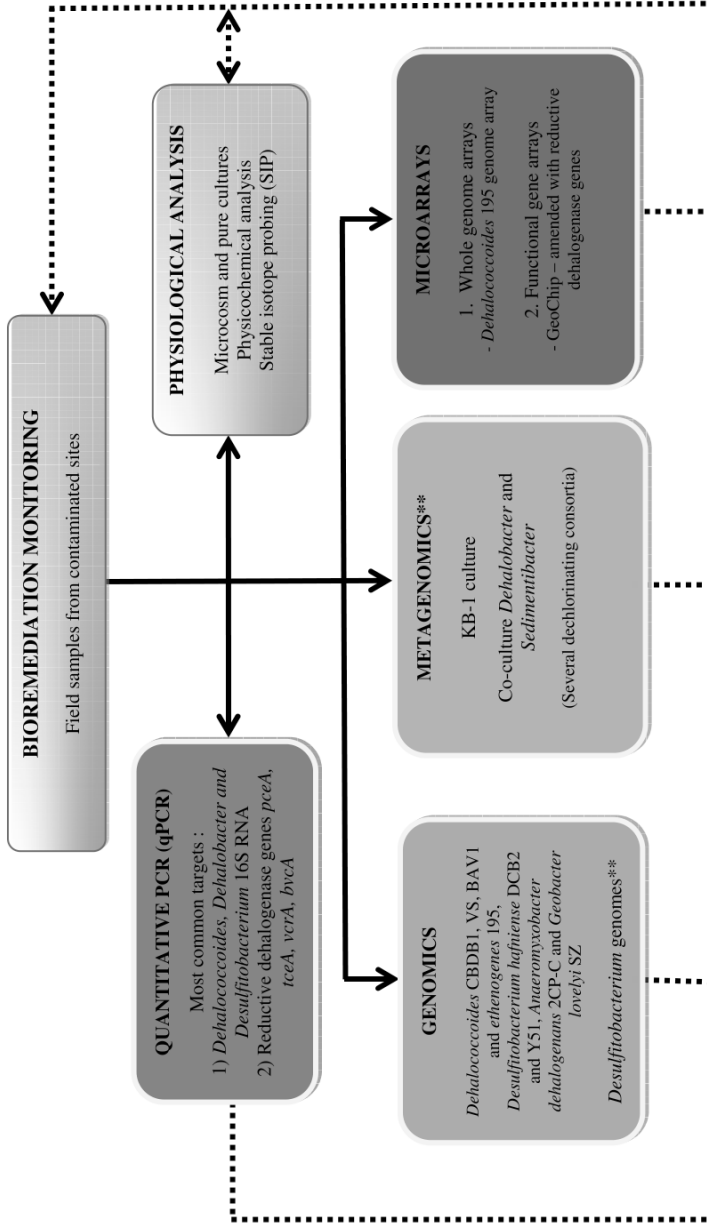 BIOREMEDIATION MONITORING
Field samples from contaminated sites
QUANTITATIVE PCR (qPCR)
Most common targets :
1) Dehalococcoides, Dehalobacter and
Desulfitobacterium 16S RNA
2) Reductive dehalogenase genes pceA,
tceA, vcrA, bvcA
PHYSIOLOGICAL ANALYSIS
Microcosm and pure cultures
Physicochemical analysis
Stable isotope probing (SIP)
GENOMICS
Dehalococcoides CBDB1, VS, BAV1
and ethenogenes 195,
Desulfitobacterium hafniense DCB2
and Y51, Anaeromyxobacter
dehalogenans 2CP-C and Geobacter
lovelyi SZ
Desulfitobacterium genomes**
METAGENOMICS**
KB-1 culture
Co-culture Dehalobacter and
Sedimentibacter
(Several dechlorinating consortia)
MICROARRAYS
1. Whole genome arrays
- Dehalococcoides 195 genome array
2. Functional gene arrays
- GeoChip – amended with reductive
dehalogenase genes